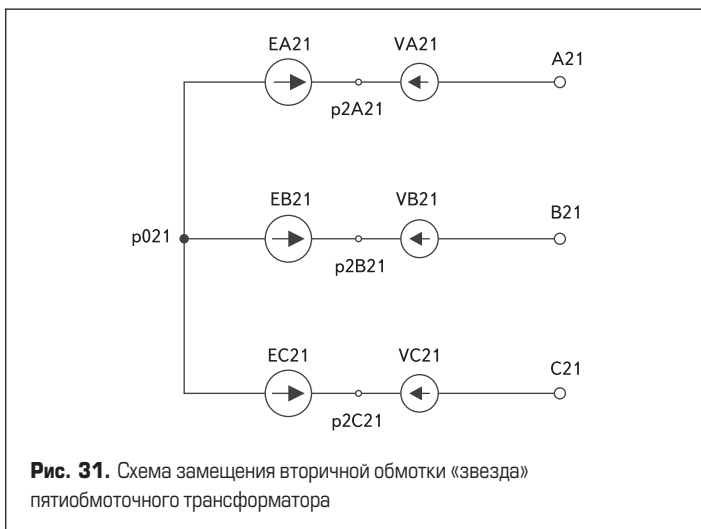 EA21 VA21
A21
p2A21
EB21 VB21
B21
p021
p2B21
EC21 VC21
C21
p2C21
Рис. 31. Схема замещения вторичной обмотки «звезда»
пятиобмоточного трансформатора